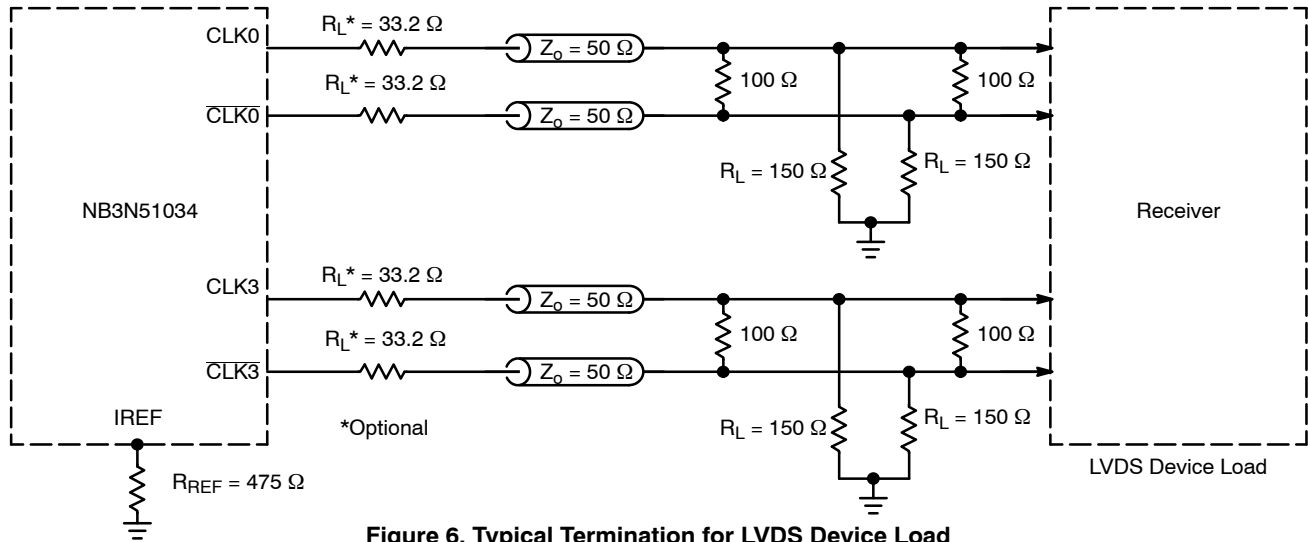 CLK0
R_L* = 33.2 Ω
Z_o = 50 Ω
R_L* = 33.2 Ω
100 Ω
100 Ω
C̅L̅K̅0̅
Z_o = 50 Ω
R_L = 150 Ω
R_L = 150 Ω
NB3N51034
Receiver
CLK3
R_L* = 33.2 Ω
Z_o = 50 Ω
R_L* = 33.2 Ω
100 Ω
100 Ω
C̅L̅K̅3̅
Z_o = 50 Ω
IREF
*Optional
R_L = 150 Ω
R_L = 150 Ω
LVDS Device Load
R_REF = 475 Ω
Figure 6. Typical Termination for LVDS Device Load